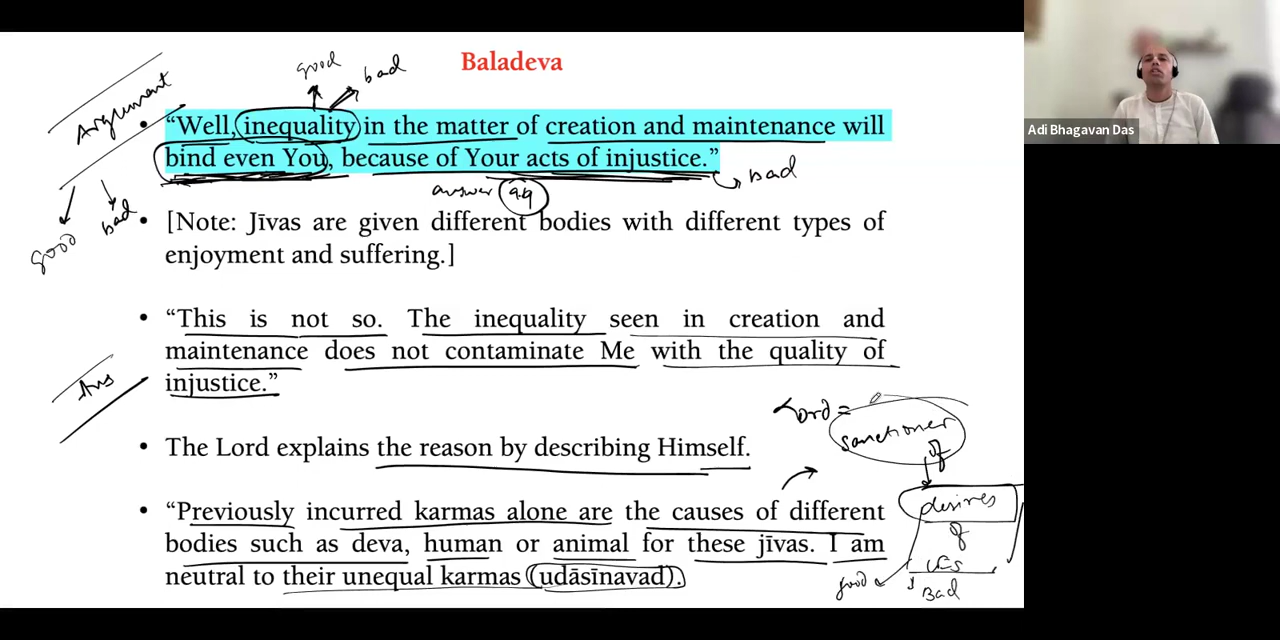 Baladeva
good
bad
Argument
• “Well, inequality in the matter of creation and maintenance will
bind even You, because of Your acts of injustice.”
bad
answer 9.9
good
bad
• [Note: Jīvas are given different bodies with different types of
enjoyment and suffering.]
• “This is not so. The inequality seen in creation and
maintenance does not contaminate Me with the quality of
injustice.”
Ans
• The Lord explains the reason by describing Himself.
Lord =
sanctioner
of
desires
of
good
Bad
• “Previously incurred karmas alone are the causes of different
bodies such as deva, human or animal for these jīvas. I am
neutral to their unequal karmas (udāsīnavad).
Adi Bhagavan Das